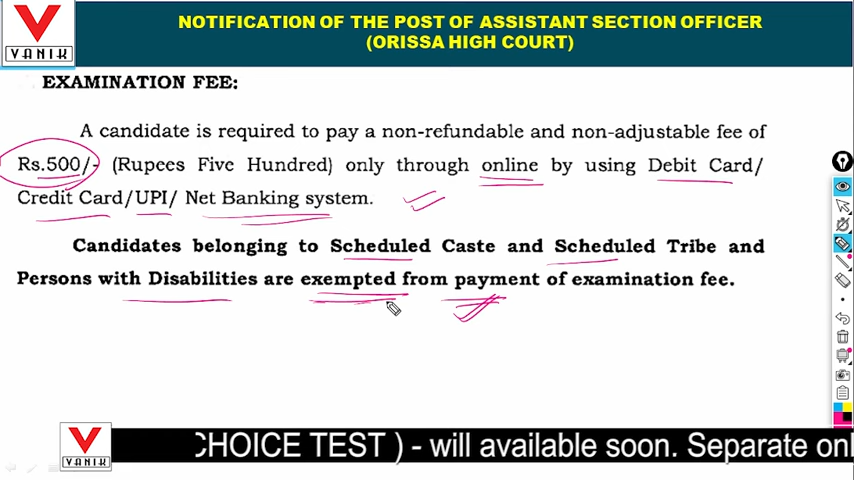 NOTIFICATION OF THE POST OF ASSISTANT SECTION OFFICER
(ORISSA HIGH COURT)
VANIK
EXAMINATION FEE:
A candidate is required to pay a non-refundable and non-adjustable fee of
Rs.500/- (Rupees Five Hundred) only through online by using Debit Card/
Credit Card/UPI/ Net Banking system.
Candidates belonging to Scheduled Caste and Scheduled Tribe and
Persons with Disabilities are exempted from payment of examination fee.
VANIK
CHOICE TEST ) - will available soon. Separate onl